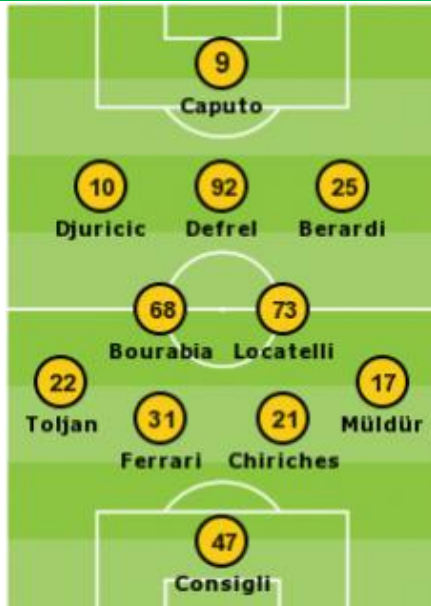 9
Caputo
10 92 25
Djuricic Defrel Berardi
68 73
Bourabia Locatelli
22 17
Toljan Müldür
31 21
Ferrari Chiriches
47
Consigli